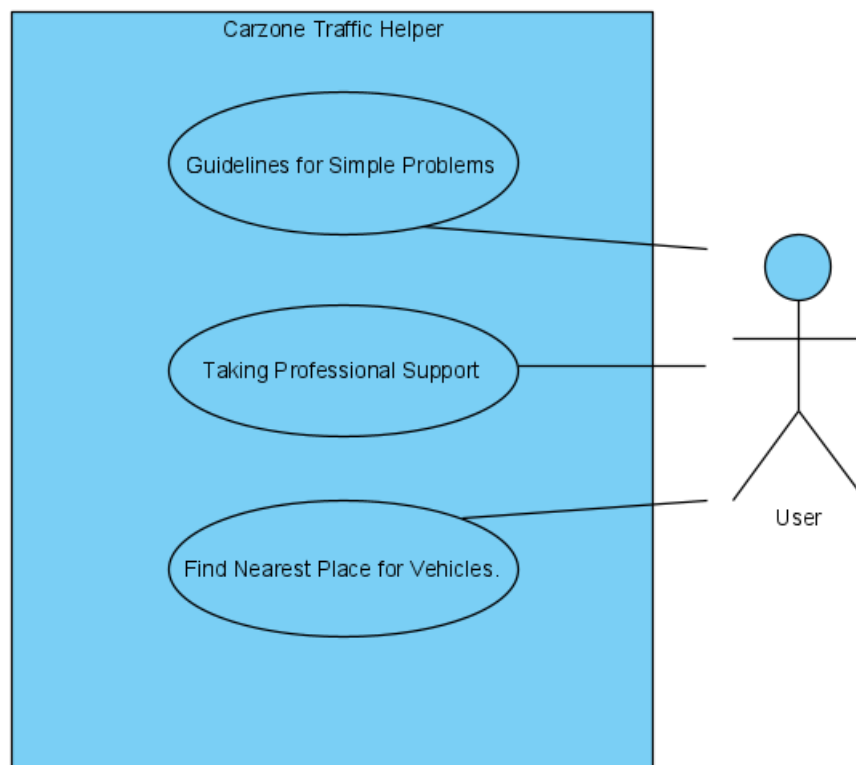 Carzone Traffic Helper
Guidelines for Simple Problems
Taking Professional Support
User
Find Nearest Place for Vehicles.